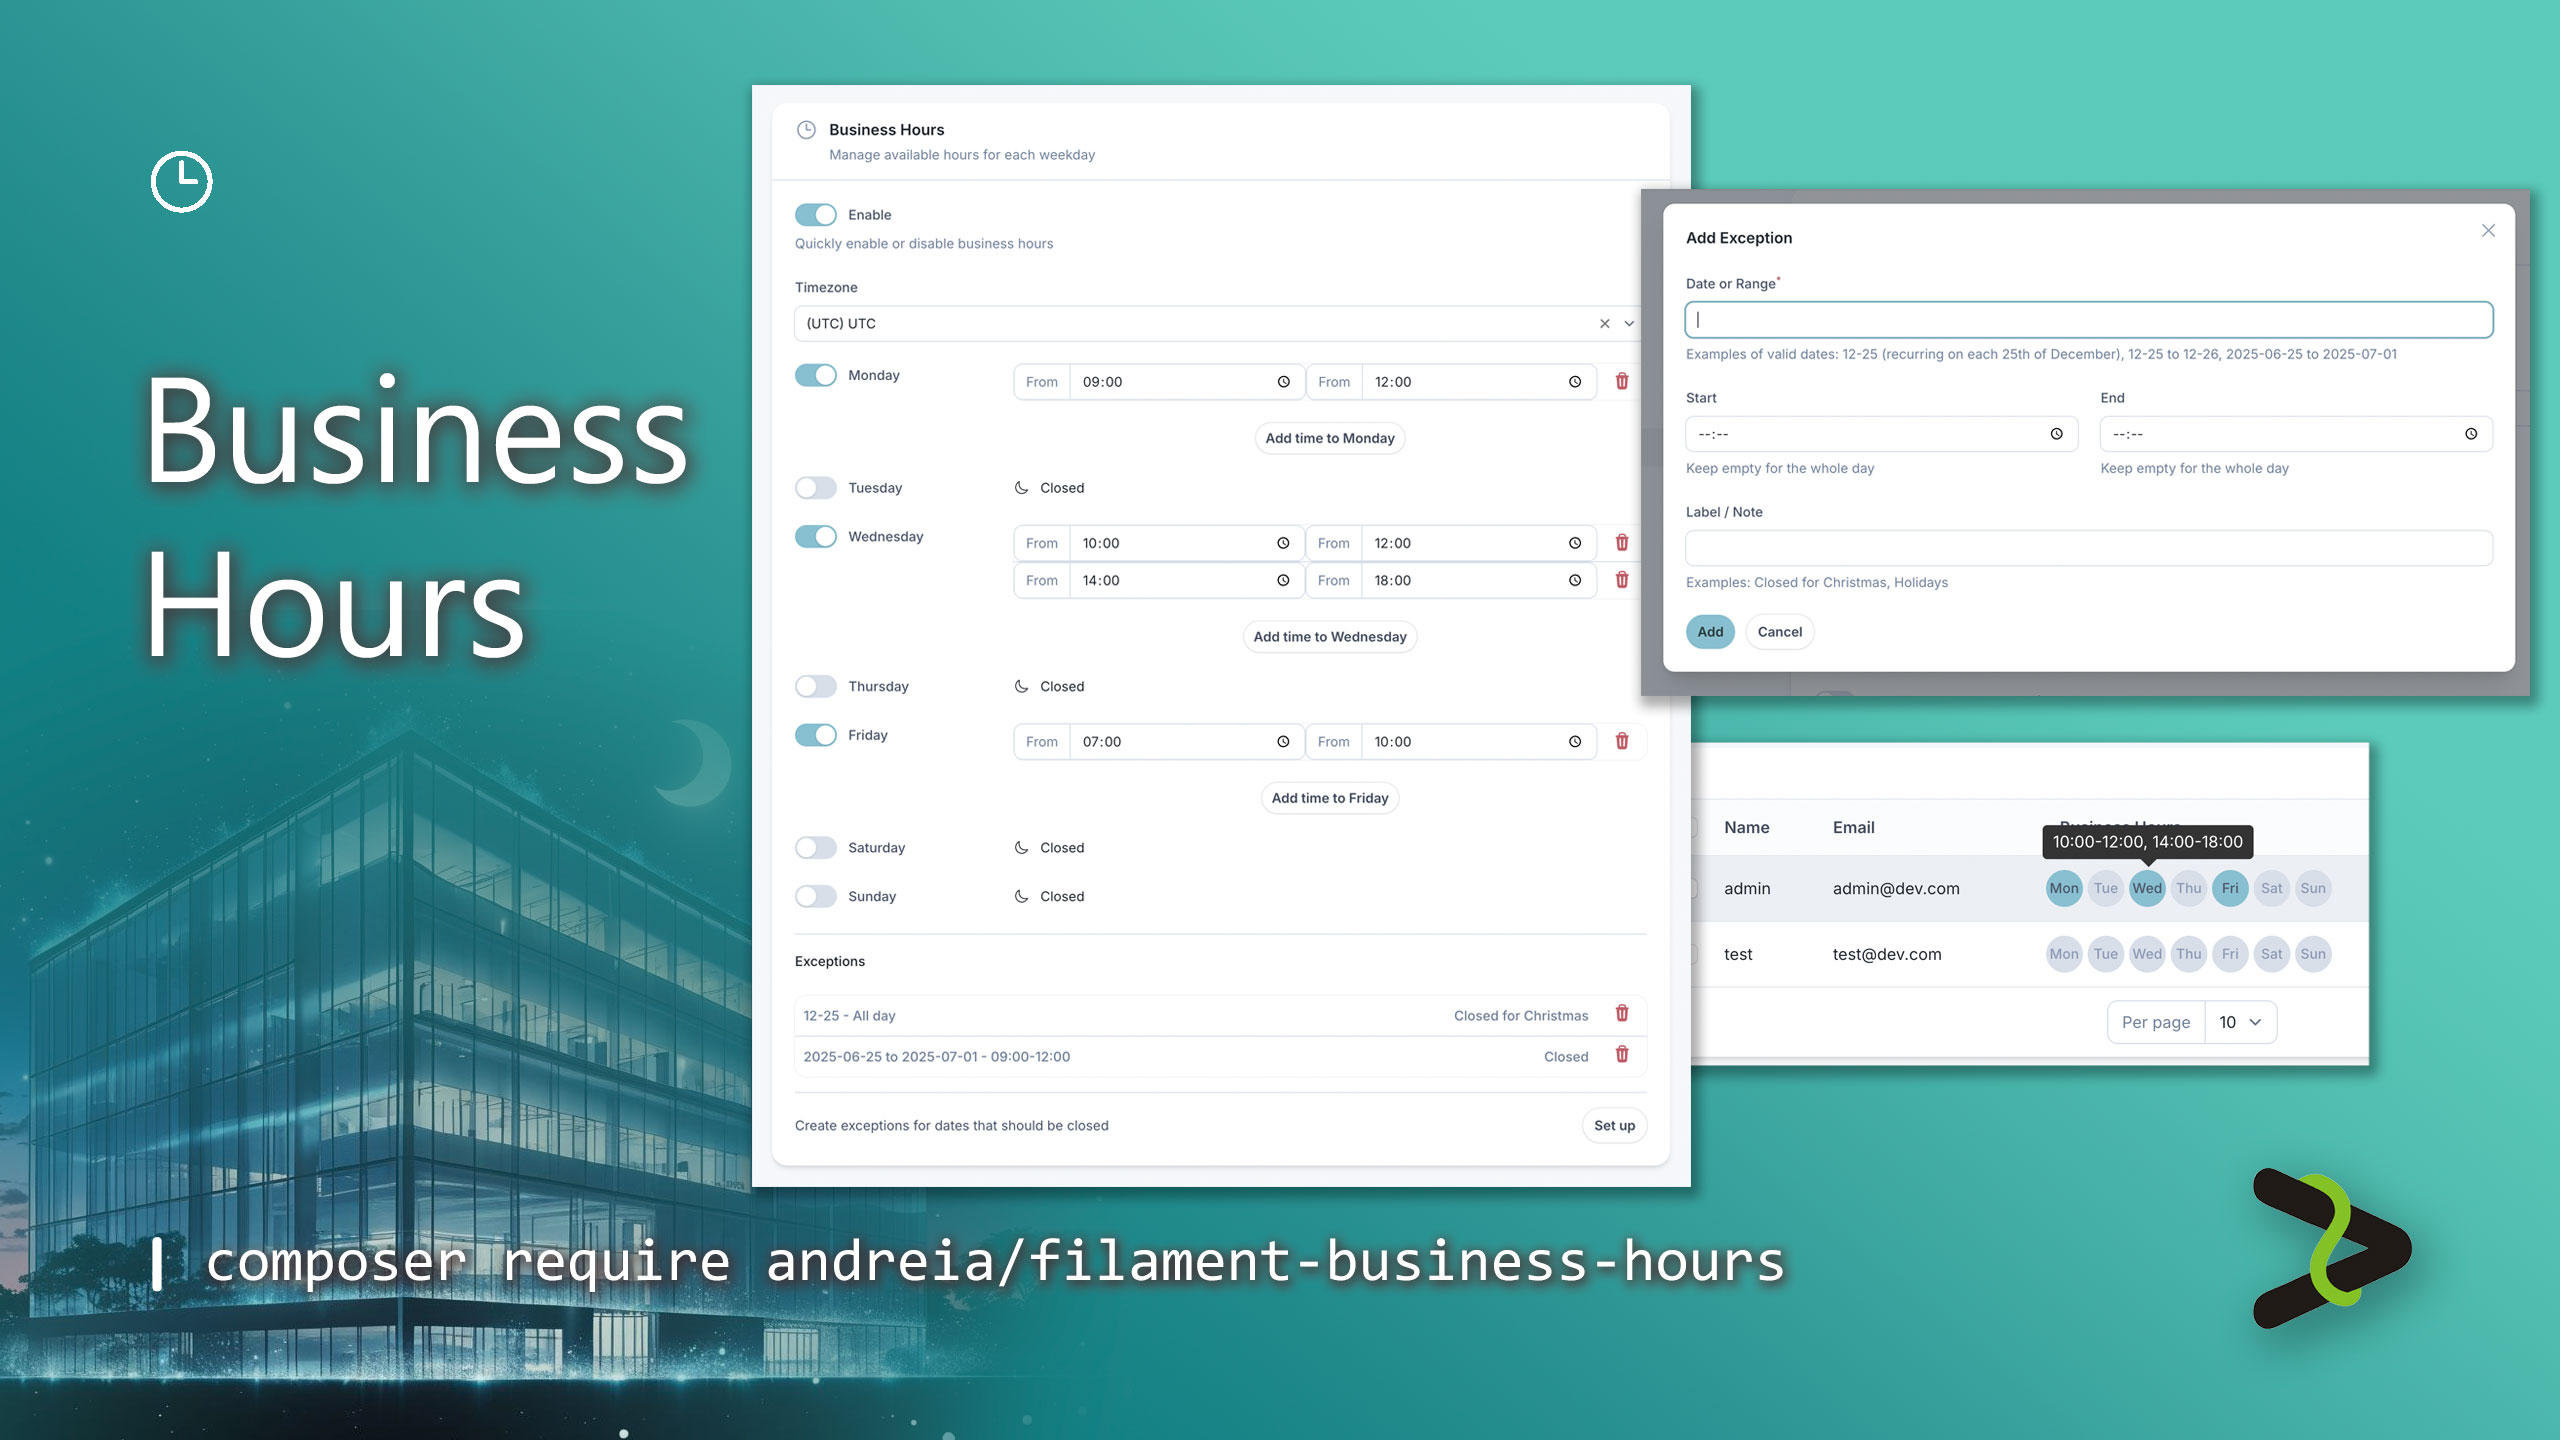 Business
Hours
composer require andreia/filament-business-hours
Business Hours
Manage available hours for each weekday
Enable
Quickly enable or disable business hours
Timezone
(UTC) UTC
Monday From 09:00 From 12:00
Add time to Monday
Tuesday Closed
Wednesday From 10:00 From 12:00
From 14:00 From 18:00
Add time to Wednesday
Thursday Closed
Friday From 07:00 From 10:00
Add time to Friday
Saturday Closed
Sunday Closed
Exceptions
12-25 - All day Closed for Christmas
2025-06-25 to 2025-07-01 - 09:00-12:00 Closed
Create exceptions for dates that should be closed Set up
Add Exception
Date or Range*
Examples of valid dates: 12-25 (recurring on each 25th of December), 12-25 to 12-26, 2025-06-25 to 2025-07-01
Start End
--:-- --:--
Keep empty for the whole day Keep empty for the whole day
Label / Note
Examples: Closed for Christmas, Holidays
Add Cancel
Name Email Business Hours
10:00-12:00, 14:00-18:00
admin admin@dev.com Mon Tue Wed Thu Fri Sat Sun
test test@dev.com Mon Tue Wed Thu Fri Sat Sun
Per page 10